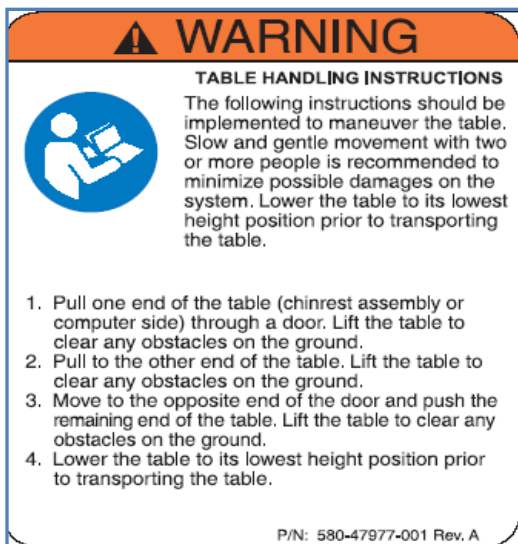 WARNING
TABLE HANDLING INSTRUCTIONS
The following instructions should be
implemented to maneuver the table.
Slow and gentle movement with two
or more people is recommended to
minimize possible damages on the
system. Lower the table to its lowest
height position prior to transporting
the table.
1. Pull one end of the table (chinrest assembly or
computer side) through a door. Lift the table to
clear any obstacles on the ground.
2. Pull to the other end of the table. Lift the table to
clear any obstacles on the ground.
3. Move to the opposite end of the door and push the
remaining end of the table. Lift the table to clear any
obstacles on the ground.
4. Lower the table to its lowest height position prior
to transporting the table.
P/N: 580-47977-001 Rev. A